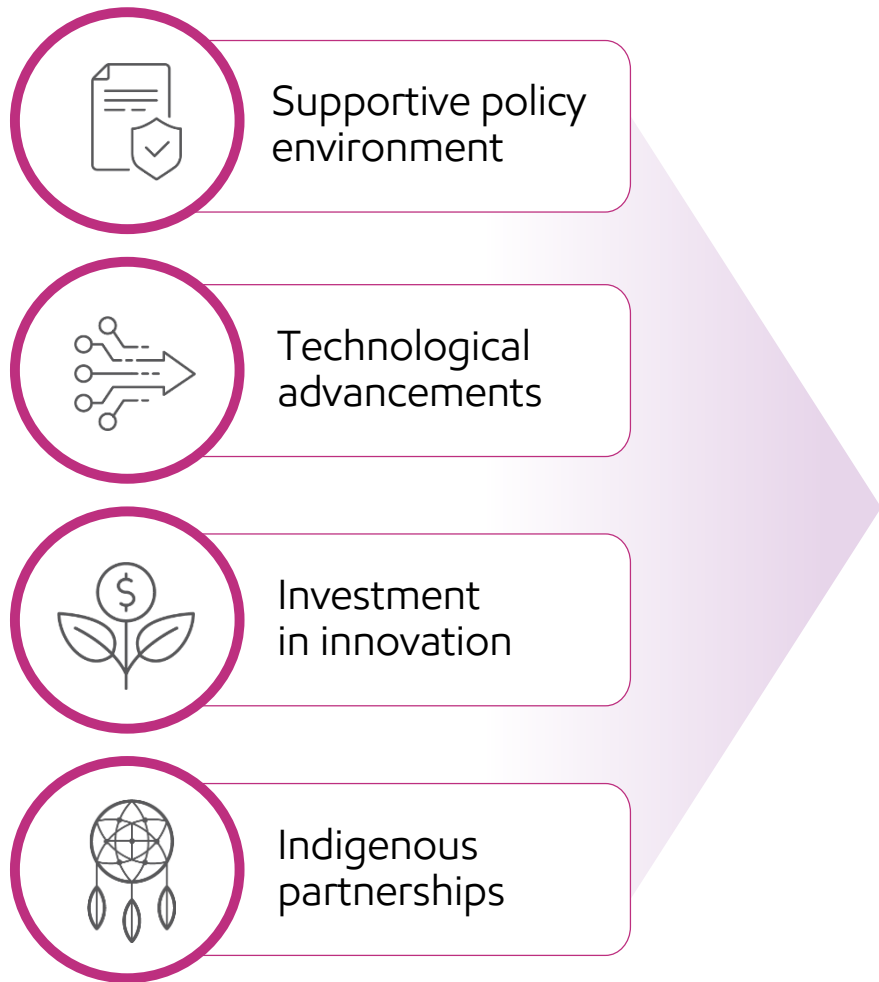 Supportive policy
environment
Technological
advancements
Investment
in innovation
Indigenous
partnerships